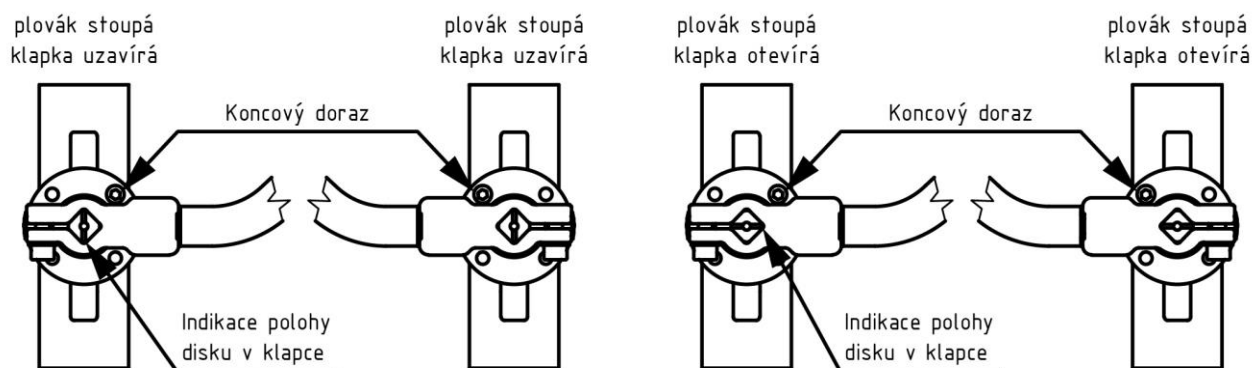 plovák stoupá
klapka uzavírá
plovák stoupá
klapka uzavírá
plovák stoupá
klapka otevírá
plovák stoupá
klapka otevírá
Koncový doraz
Koncový doraz
Indikace polohy
disku v klapce
Indikace polohy
disku v klapce